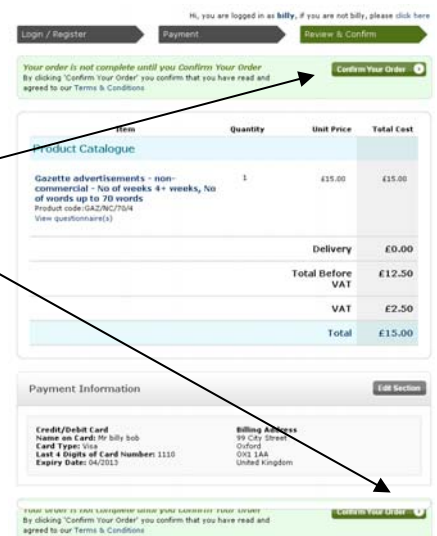 Hi, you are logged in as billy, if you are not billy, please click here
Login / Register
Payment
Review & Confirm
Your order is not complete until you Confirm Your Order
By clicking 'Confirm Your Order' you confirm that you have read and
agreed to our Terms & Conditions
Confirm Your Order
Item Quantity Unit Price Total Cost
Product Catalogue
Gazette advertisements - non-
commercial - No of weeks 4+ weeks, No
of words up to 70 words
1 £15.00 £15.00
Product code:GAZ/NC/70/4
View questionnaire(s)
Delivery £0.00
Total Before
VAT
£12.50
VAT £2.50
Total £15.00
Payment Information
Edit Section
Credit/Debit Card
Name on Card: Mr billy bob
Card Type: Visa
Last 4 Digits of Card Number: 1110
Expiry Date: 04/2013
Billing Address
99 City Street
Oxford
OX1 1AA
United Kingdom
Your order is not complete until you Confirm Your Order
By clicking 'Confirm Your Order' you confirm that you have read and
agreed to our Terms & Conditions
Confirm Your Order